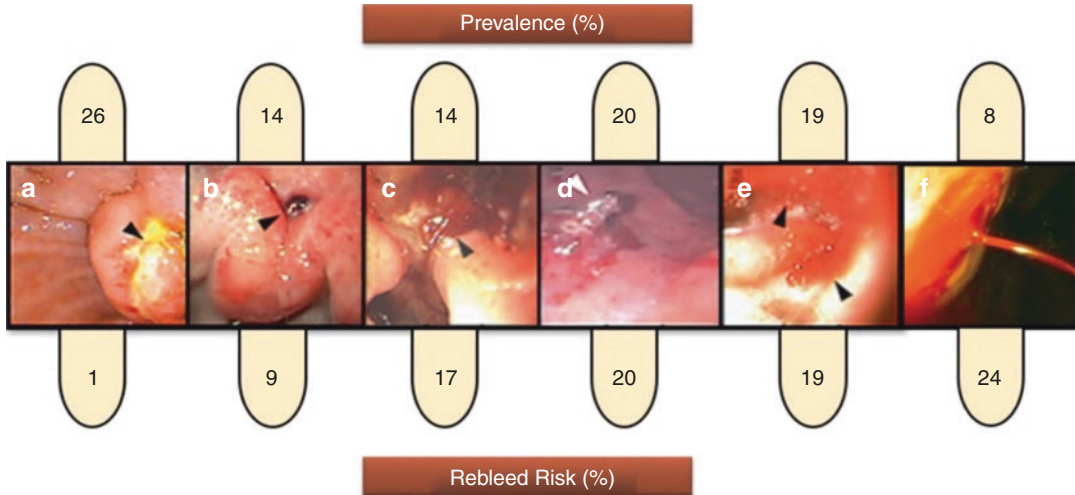 Prevalence (%)
26 14 14 20 19 8
a b c d e f
1 9 17 20 19 24
Rebleed Risk (%)